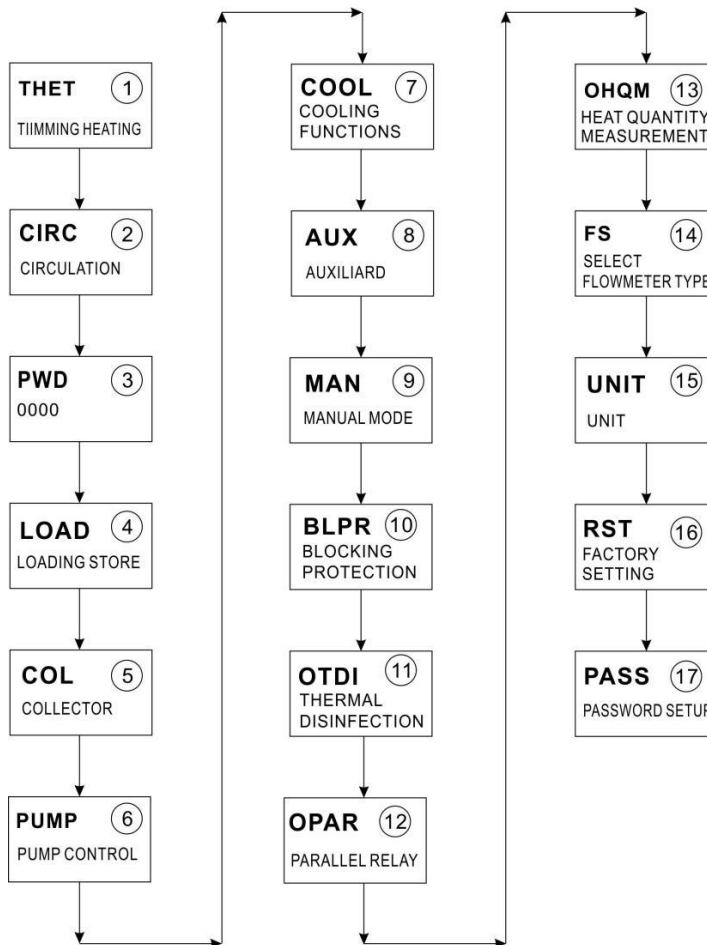 THET 1
TIIMMING HEATING
CIRC 2
CIRCULATION
PWD 3
0000
LOAD 4
LOADING STORE
COL 5
COLLECTOR
PUMP 6
PUMP CONTROL
COOL 7
COOLING
FUNCTIONS
AUX 8
AUXILIARD
MAN 9
MANUAL MODE
BLPR 10
BLOCKING
PROTECTION
OTDI 11
THERMAL
DISINFECTION
OPAR 12
PARALLEL RELAY
OHQM 13
HEAT QUANTITY
MEASUREMENT
FS 14
SELECT
FLOWMETER TYPE
UNIT 15
UNIT
RST 16
FACTORY
SETTING
PASS 17
PASSWORD SETUP